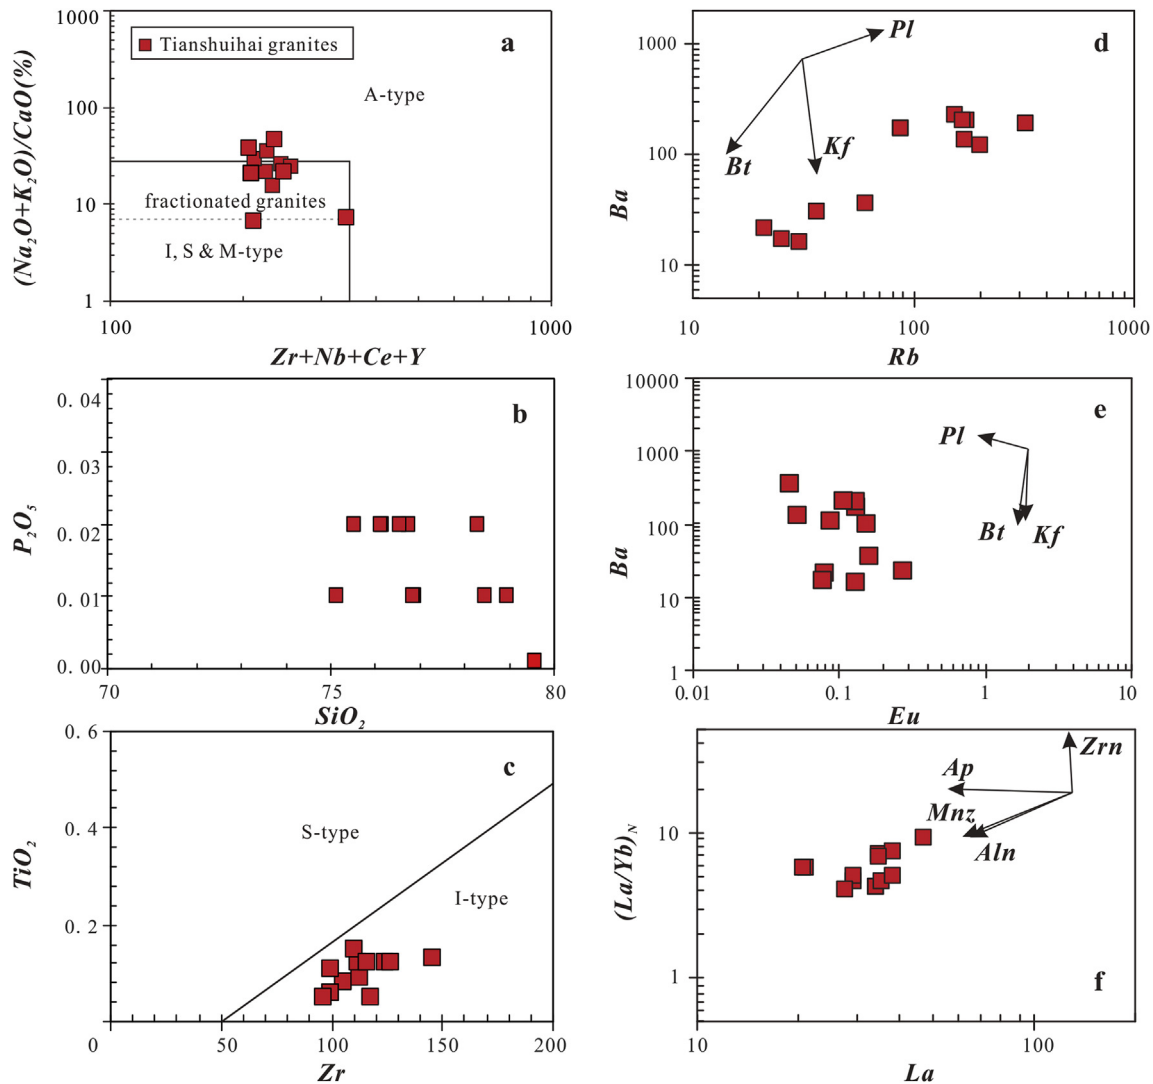 1000
100
10
1
(Na₂O+K₂O)/CaO(%)
Tianshuihai granites
a
A-type
fractionated granites
I, S & M-type
100
1000
Zr+Nb+Ce+Y
1000
100
10
Ba
d
Pl
Bt
Kf
10
100
1000
Rb
0. 04
0. 03
0. 02
0. 01
0. 00
P₂O₅
b
70
75
80
SiO₂
10000
1000
100
10
1
Ba
e
Pl
Bt
Kf
0.01
0.1
1
10
Eu
0. 6
0. 4
0. 2
0
TiO₂
c
S-type
I-type
50
100
150
200
Zr
10
1
(La/Yb)N
Zrn
Ap
Mnz
Aln
f
10
100
La